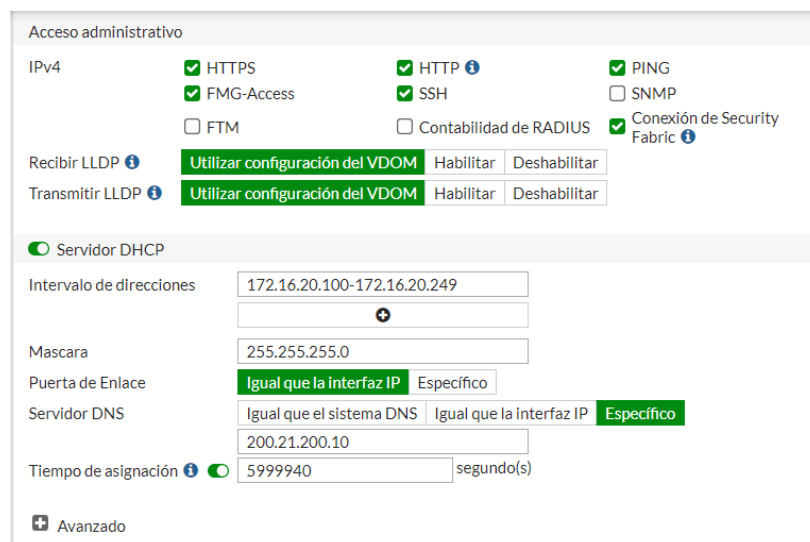 Acceso administrativo
IPv4 HTTPS HTTP PING
FMG-Access SSH SNMP
FTM Contabilidad de RADIUS Conexión de Security Fabric
Recibir LLDP Utilizar configuración del VDOM Habilitar Deshabilitar
Transmitir LLDP Utilizar configuración del VDOM Habilitar Deshabilitar
Servidor DHCP
Intervalo de direcciones 172.16.20.100-172.16.20.249
Mascara 255.255.255.0
Puerta de Enlace Igual que la interfaz IP Específico
Servidor DNS Igual que el sistema DNS Igual que la interfaz IP Específico
200.21.200.10
Tiempo de asignación 5999940 segundo(s)
Avanzado